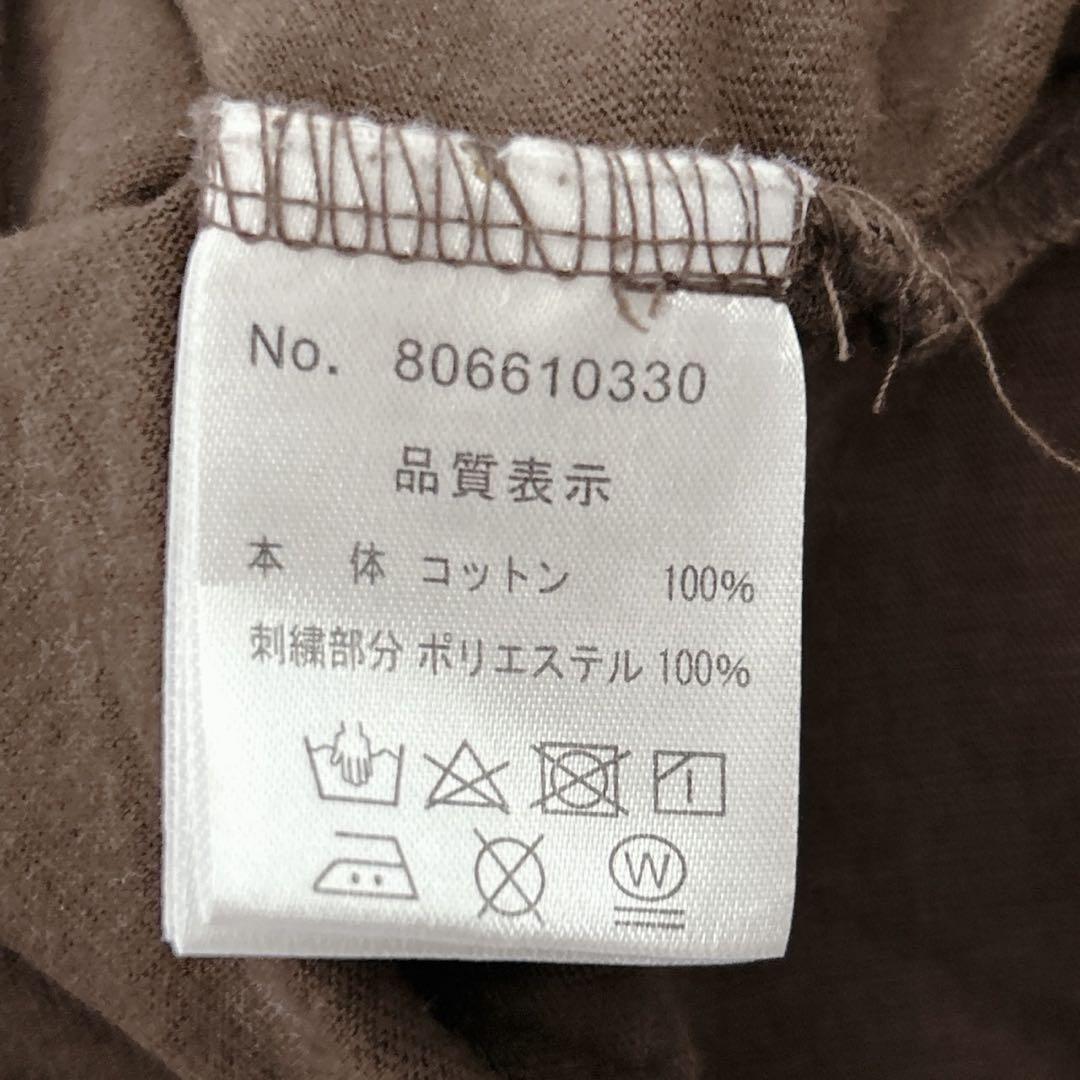 No. 806610330
品質表示
本 体 コットン 100%
刺繍部分 ポリエステル 100%
W